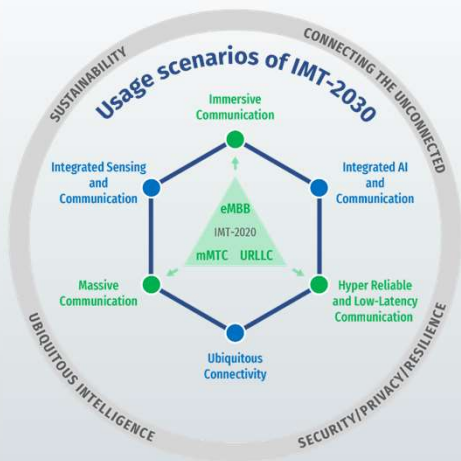 SUSTAINABILITY
CONNECTING THE UNCONNECTED
Usage scenarios of IMT-2030
Immersive
Communication
Integrated Sensing
and
Communication
Integrated AI
and
Communication
eMBB
IMT-2020
mMTC URLLC
Massive
Communication
Hyper Reliable
and Low-Latency
Communication
Ubiquitous
Connectivity
UBIQUITOUS INTELLIGENCE
SECURITY/PRIVACY/RESILIENCE